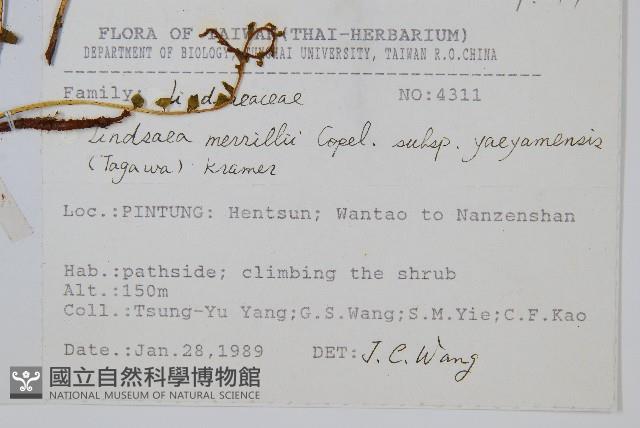 FLORA OF TAIWAN(THAI-HERBARIUM)
DEPARTMENT OF BIOLOGY, TUNGHAI UNIVERSITY, TAIWAN R.O.CHINA
Family: Lindsaeaceae NO:4311
Lindsaea merrillii Copel. subsp. yaeyamensis
(Tagawa) Kramer
Loc.:PINTUNG: Hentsun; Wantao to Nanzenshan
Hab.:pathside; climbing the shrub
Alt.:150m
Coll.:Tsung-Yu Yang;G.S.Wang;S.M.Yie;C.F.Kao
Date.:Jan.28,1989 DET: J. C. Wang
國立自然科學博物館
NATIONAL MUSEUM OF NATURAL SCIENCE